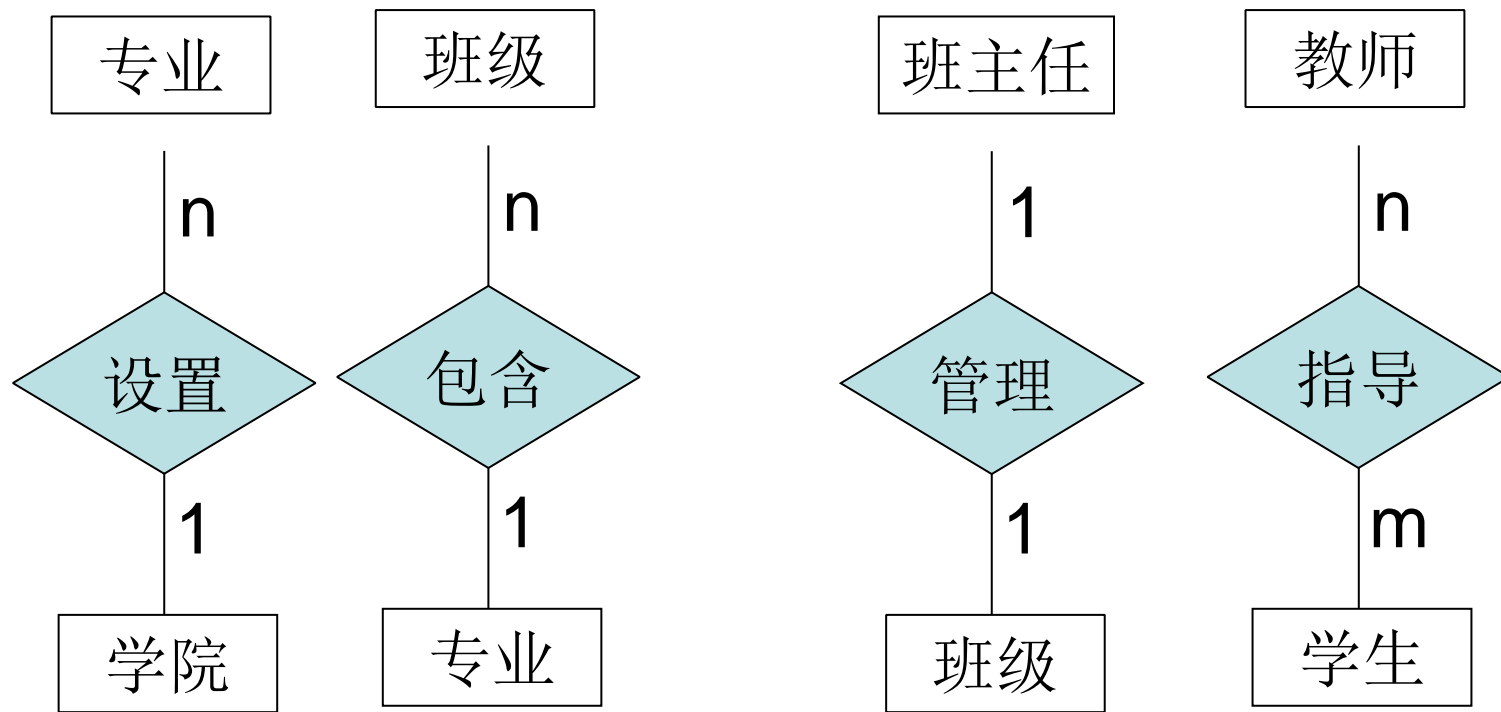 专业 班级 班主任 教师
n n 1 n
设置 包含 管理 指导
1 1 1 m
学院 专业 班级 学生